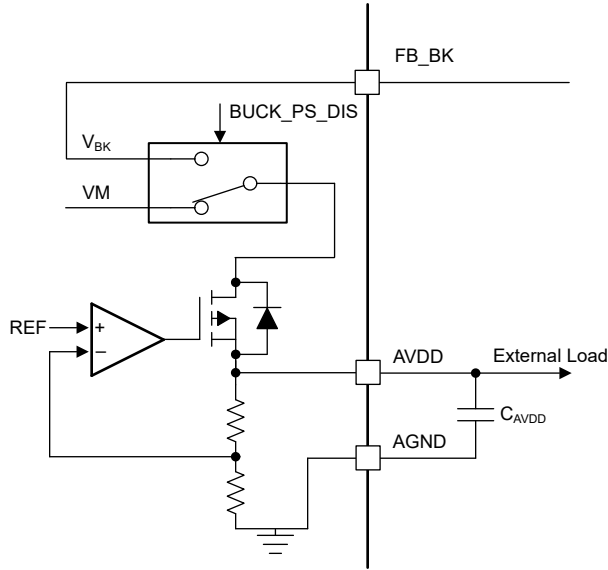 FB_BK
BUCK_PS_DIS
VBK
VM
REF
+
−
AVDD
External Load
CAVDD
AGND